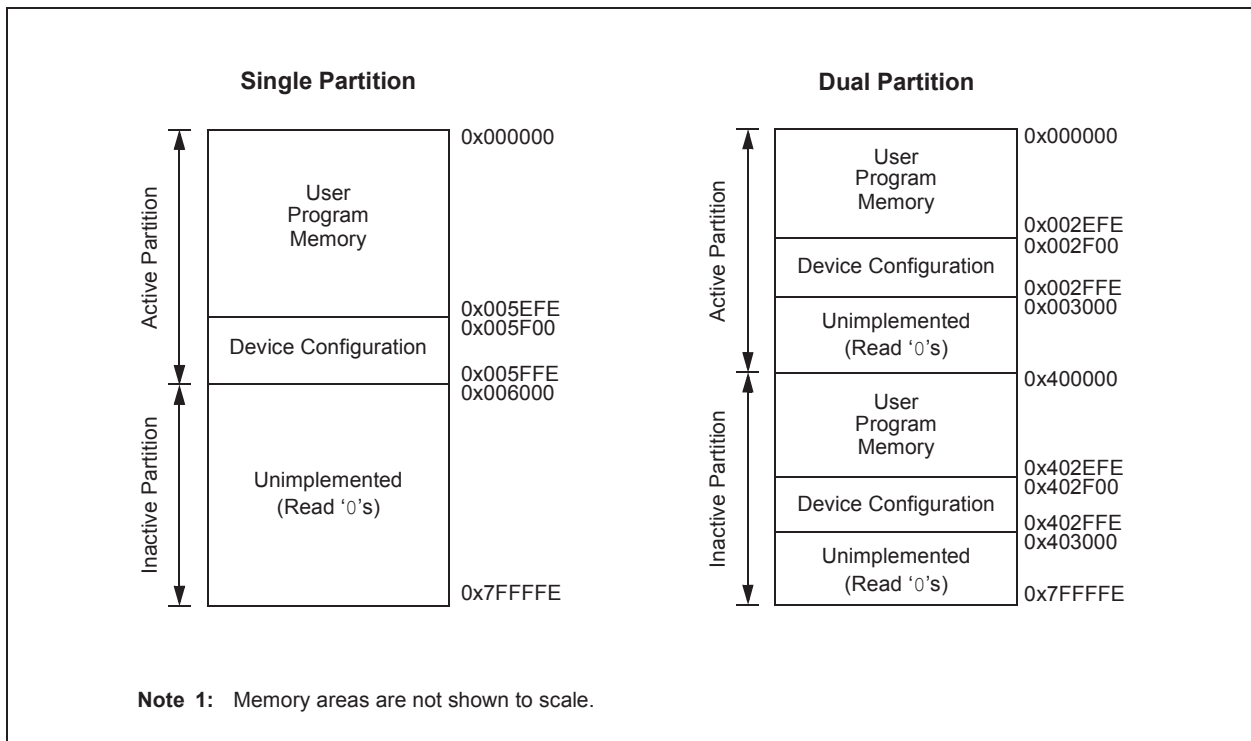 Single Partition
Active Partition
Inactive Partition
0x000000
User
Program
Memory
0x005EFE
0x005F00
Device Configuration
0x005FFE
0x006000
Unimplemented
(Read ‘0’s)
0x7FFFFE
Dual Partition
Active Partition
Inactive Partition
0x000000
User
Program
Memory
0x002EFE
0x002F00
Device Configuration
0x002FFE
0x003000
Unimplemented
(Read ‘0’s)
0x400000
User
Program
Memory
0x402EFE
0x402F00
Device Configuration
0x402FFE
0x403000
Unimplemented
(Read ‘0’s)
0x7FFFFE
Note 1: Memory areas are not shown to scale.